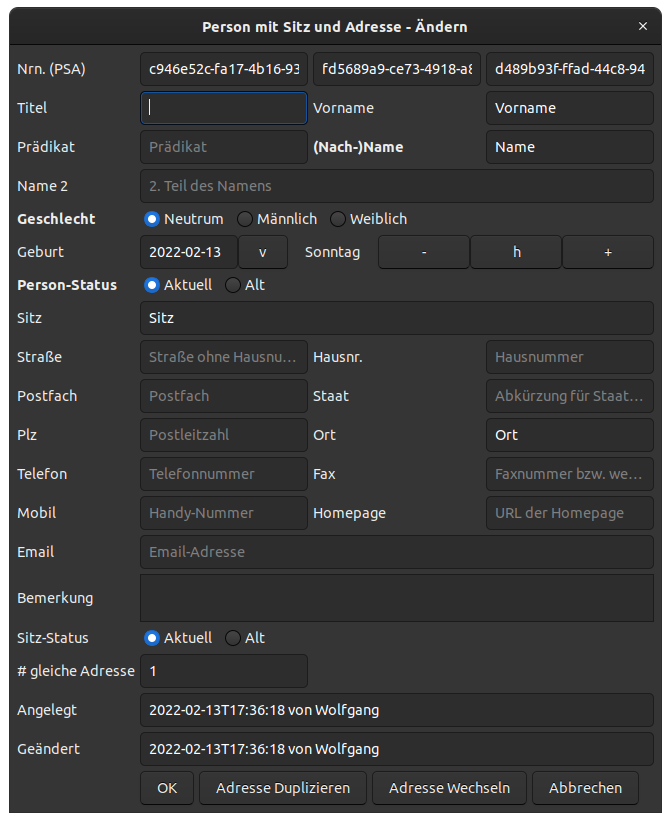 Person mit Sitz und Adresse - Ändern ×
Nrn. (PSA) c946e52c-fa17-4b16-93 fd5689a9-ce73-4918-a8 d489b93f-ffad-44c8-94
Titel Vorname Vorname
Prädikat Prädikat (Nach-)Name Name
Name 2 2. Teil des Namens
Geschlecht Neutrum Männlich Weiblich
Geburt 2022-02-13 v Sonntag - h +
Person-Status Aktuell Alt
Sitz Sitz
Straße Straße ohne Hausnu... Hausnr. Hausnummer
Postfach Postfach Staat Abkürzung für Staat...
Plz Postleitzahl Ort Ort
Telefon Telefonnummer Fax Faxnummer bzw. we...
Mobil Handy-Nummer Homepage URL der Homepage
Email Email-Adresse
Bemerkung
Sitz-Status Aktuell Alt
# gleiche Adresse 1
Angelegt 2022-02-13T17:36:18 von Wolfgang
Geändert 2022-02-13T17:36:18 von Wolfgang
OK Adresse Duplizieren Adresse Wechseln Abbrechen